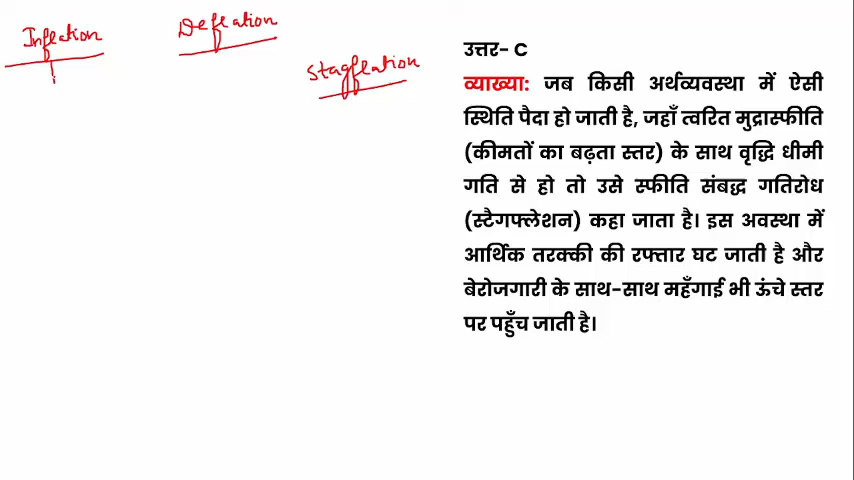 Inflation
Deflation
Stagflation
उत्तर- C
व्याख्या: जब किसी अर्थव्यवस्था में ऐसी
स्थिति पैदा हो जाती है, जहाँ त्वरित मुद्रास्फीति
(कीमतों का बढ़ता स्तर) के साथ वृद्धि धीमी
गति से हो तो उसे स्फीति संबद्ध गतिरोध
(स्टैगफ्लेशन) कहा जाता है। इस अवस्था में
आर्थिक तरक्की की रफ्तार घट जाती है और
बेरोजगारी के साथ-साथ महँगाई भी ऊंचे स्तर
पर पहुँच जाती है।